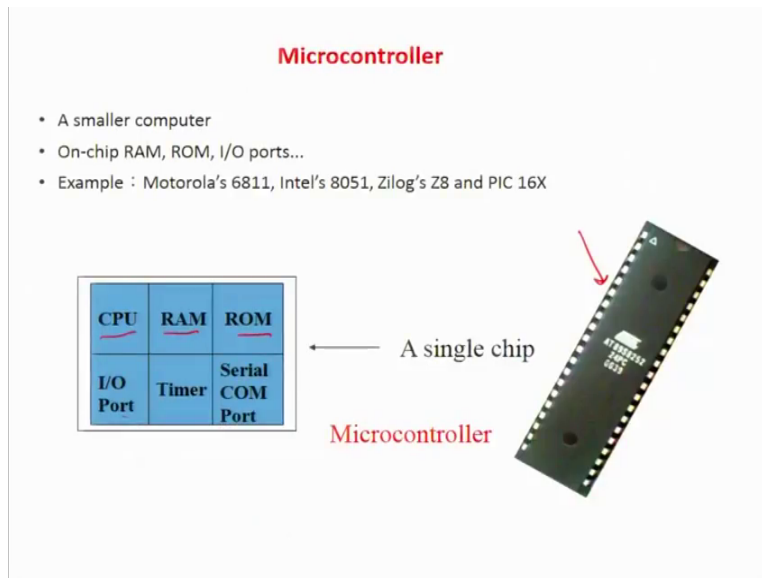 Microcontroller
• A smaller computer
• On-chip RAM, ROM, I/O ports...
• Example : Motorola's 6811, Intel's 8051, Zilog's Z8 and PIC 16X
CPU RAM ROM
I/O Port Timer Serial COM Port
A single chip
Microcontroller
AT89S8252
24PC
0039